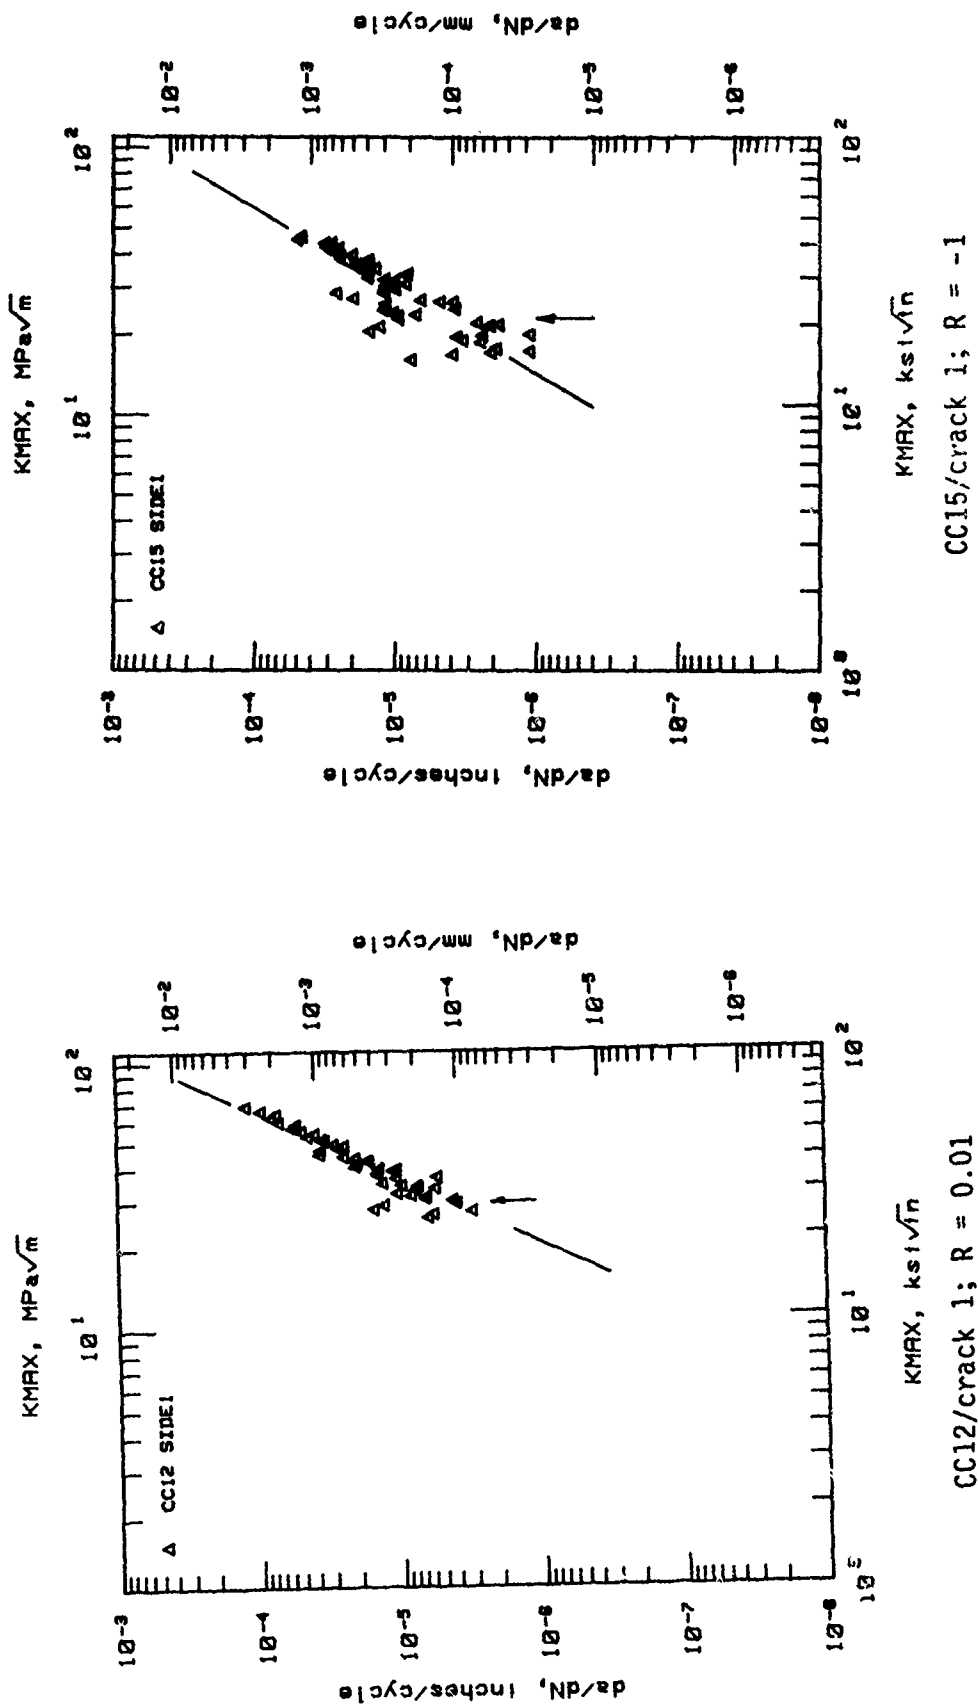 KMAX, MPa√m
10¹
10²
10⁻³
10⁻⁴
10⁻⁵
10⁻⁶
10⁻⁷
10⁻⁸
da/dN, inches/cycle
Δ CC12 SIDE1
10⁻²
10⁻³
10⁻⁴
10⁻⁵
10⁻⁶
da/dN, mm/cycle
10¹
10²
KMAX, ksi√in
CC12/crack 1; R = 0.01
KMAX, MPa√m
10¹
10²
10⁻³
10⁻⁴
10⁻⁵
10⁻⁶
10⁻⁷
10⁻⁸
da/dN, inches/cycle
Δ CC15 SIDE1
10⁻²
10⁻³
10⁻⁴
10⁻⁵
10⁻⁶
da/dN, mm/cycle
10⁰
10¹
10²
KMAX, ksi√in
CC15/crack 1; R = -1